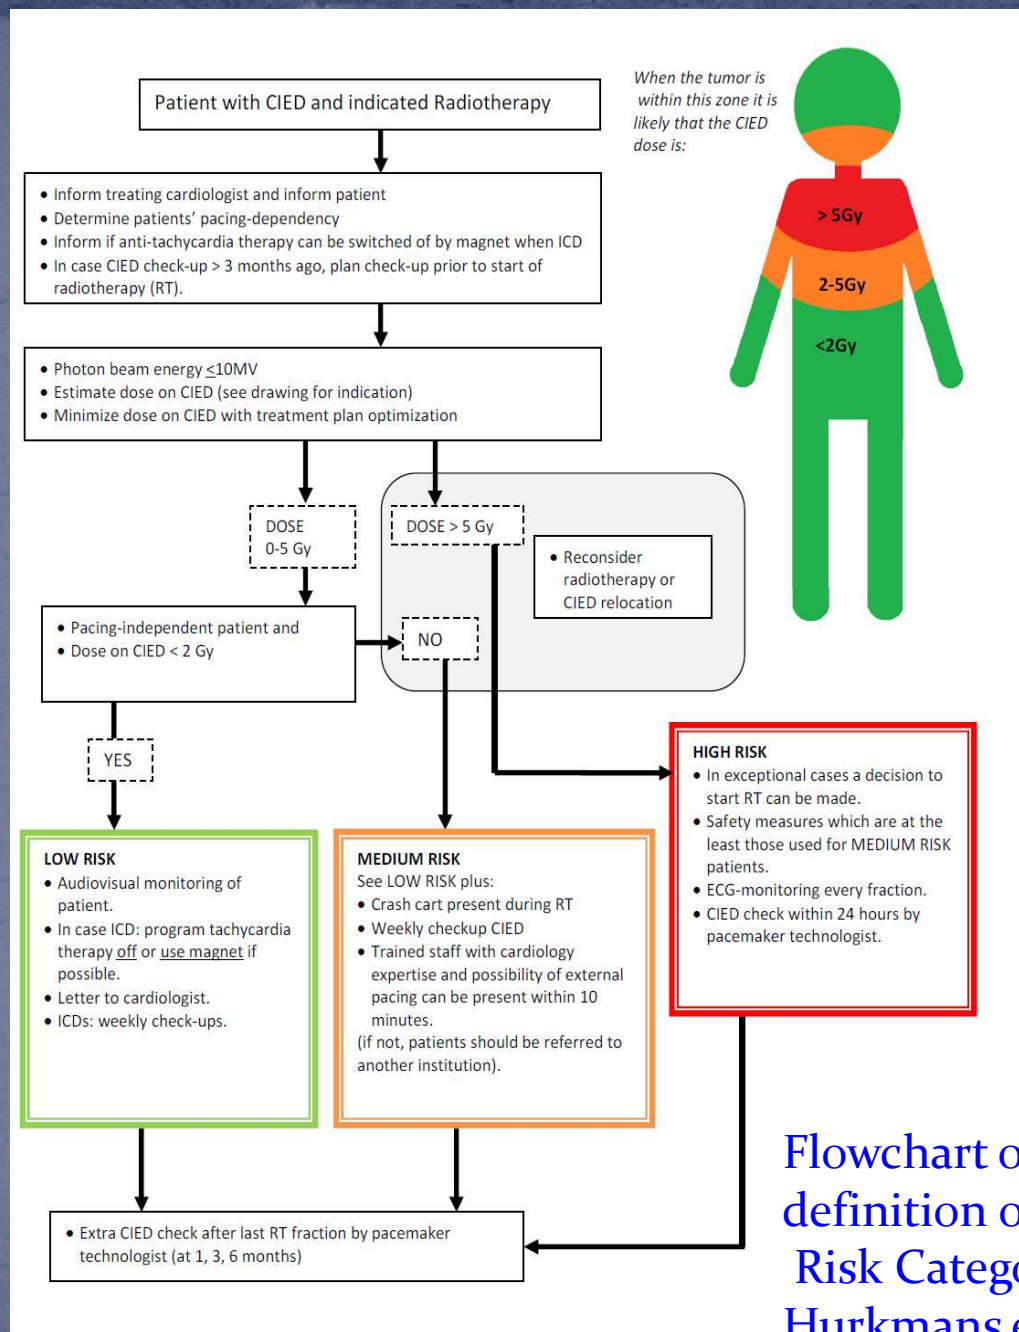 Patient with CIED and indicated Radiotherapy
When the tumor is
within this zone it is
likely that the CIED
dose is:
> 5Gy
2-5Gy
<2Gy
• Inform treating cardiologist and inform patient
• Determine patients' pacing-dependency
• Inform if anti-tachycardia therapy can be switched of by magnet when ICD
• In case CIED check-up > 3 months ago, plan check-up prior to start of
radiotherapy (RT).
• Photon beam energy ≤10MV
• Estimate dose on CIED (see drawing for indication)
• Minimize dose on CIED with treatment plan optimization
DOSE
0-5 Gy
DOSE > 5 Gy
• Reconsider
radiotherapy or
CIED relocation
• Pacing-independent patient and
• Dose on CIED < 2 Gy
NO
YES
LOW RISK
• Audiovisual monitoring of
patient.
• In case ICD: program tachycardia
therapy off or use magnet if
possible.
• Letter to cardiologist.
• ICDs: weekly check-ups.
MEDIUM RISK
See LOW RISK plus:
• Crash cart present during RT
• Weekly checkup CIED
• Trained staff with cardiology
expertise and possibility of external
pacing can be present within 10
minutes.
(if not, patients should be referred to
another institution).
HIGH RISK
• In exceptional cases a decision to
start RT can be made.
• Safety measures which are at the
least those used for MEDIUM RISK
patients.
• ECG-monitoring every fraction.
• CIED check within 24 hours by
pacemaker technologist.
• Extra CIED check after last RT fraction by pacemaker
technologist (at 1, 3, 6 months)
Flowchart
definition
Risk
Hurkmans